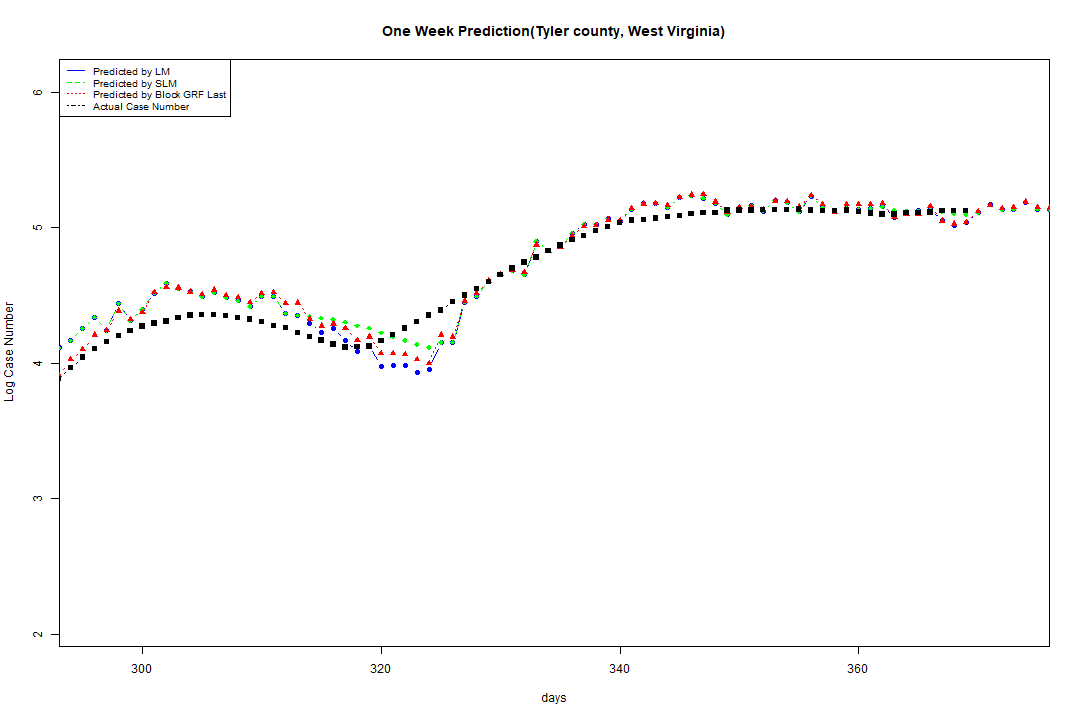 One Week Prediction(Tyler county, West Virginia)
Predicted by LM
Predicted by SLM
Predicted by Block GRF Last
Actual Case Number
6
5
4
3
2
Log Case Number
300 320 340 360
days